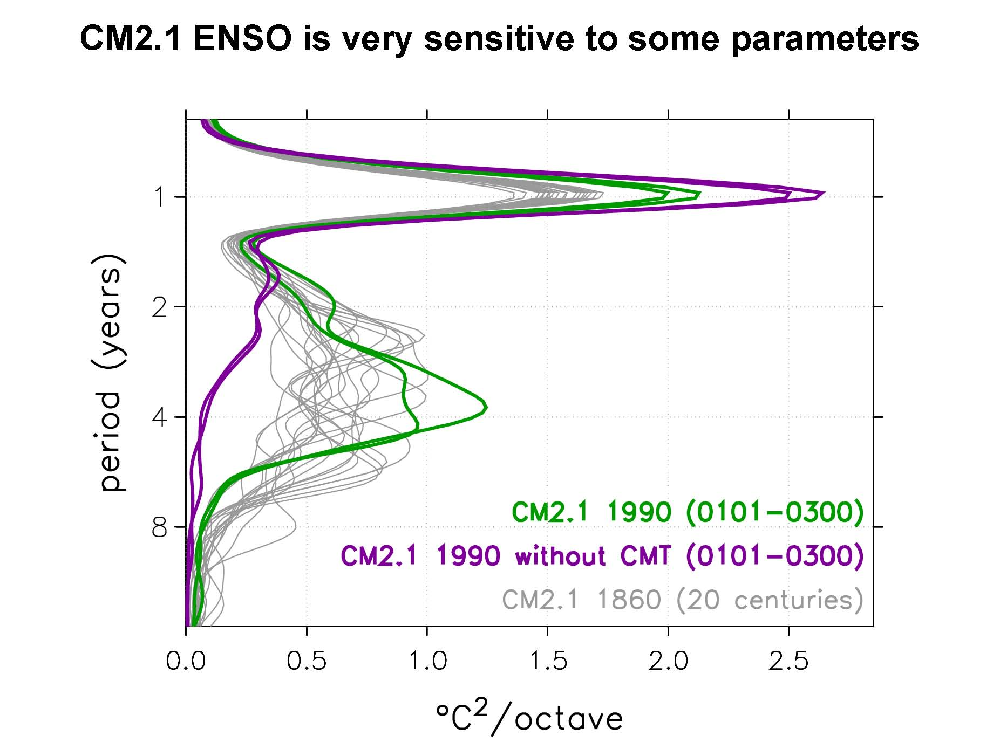 CM2.1 ENSO is very sensitive to some parameters
period (years)
1
2
4
8
CM2.1 1990 (0101-0300)
CM2.1 1990 without CMT (0101-0300)
CM2.1 1860 (20 centuries)
0.0 0.5 1.0 1.5 2.0 2.5
°C²/octave